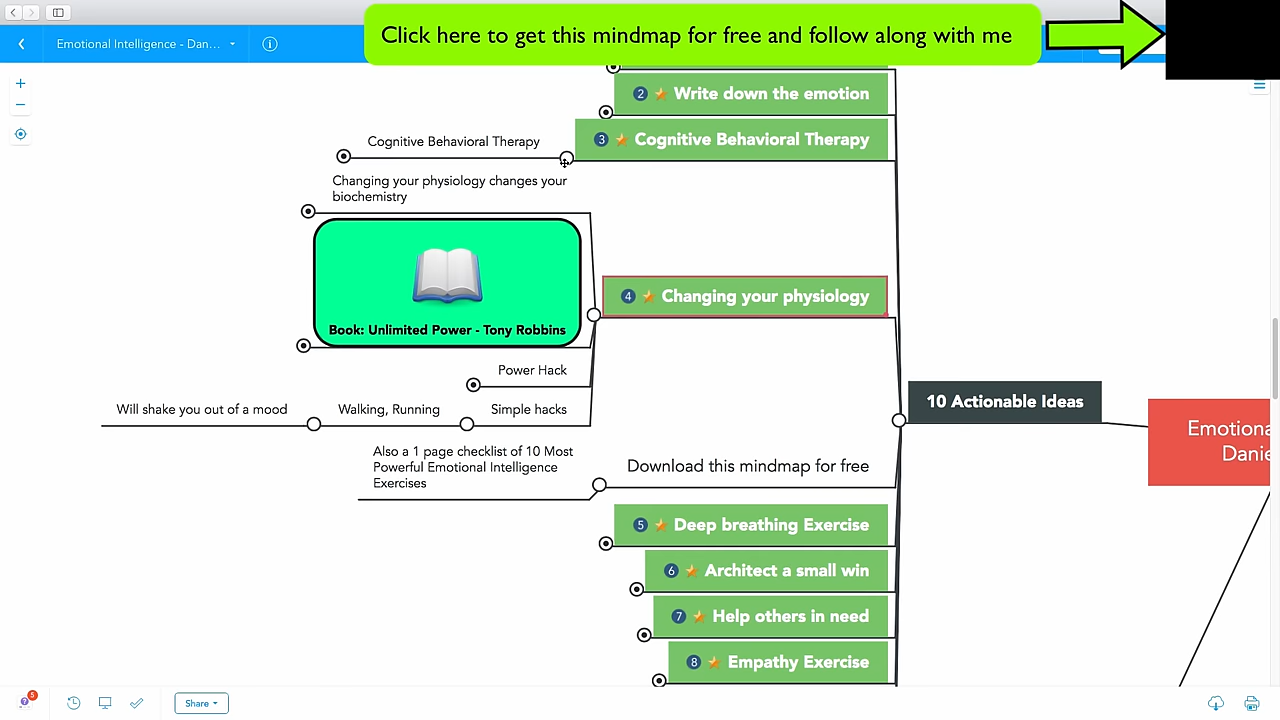 Click here to get this mindmap for free and follow along with me
Emotional Intelligence - Dan...
2 Write down the emotion
3 Cognitive Behavioral Therapy
Cognitive Behavioral Therapy
Changing your physiology changes your
biochemistry
4 Changing your physiology
Book: Unlimited Power - Tony Robbins
Power Hack
Will shake you out of a mood
Walking, Running
Simple hacks
10 Actionable Ideas
Emotiona
Danie
Also a 1 page checklist of 10 Most
Powerful Emotional Intelligence
Exercises
Download this mindmap for free
5 Deep breathing Exercise
6 Architect a small win
7 Help others in need
8 Empathy Exercise
5
Share